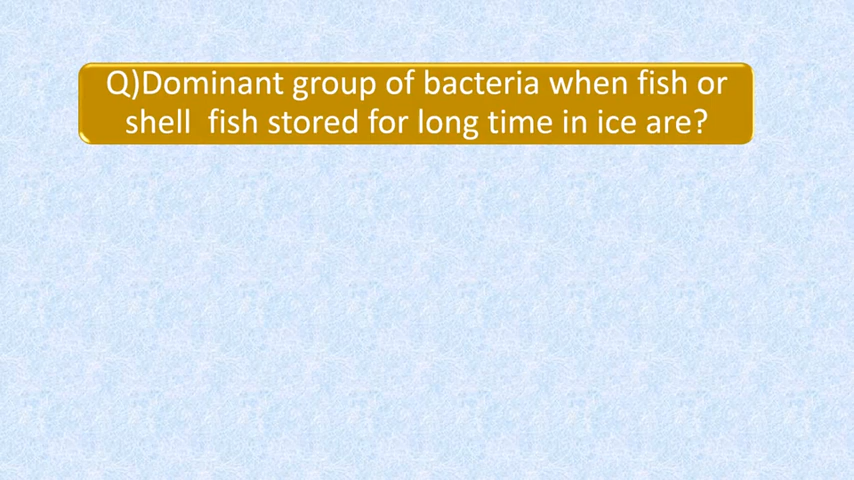 Q)Dominant group of bacteria when fish or
shell  fish stored for long time in ice are?